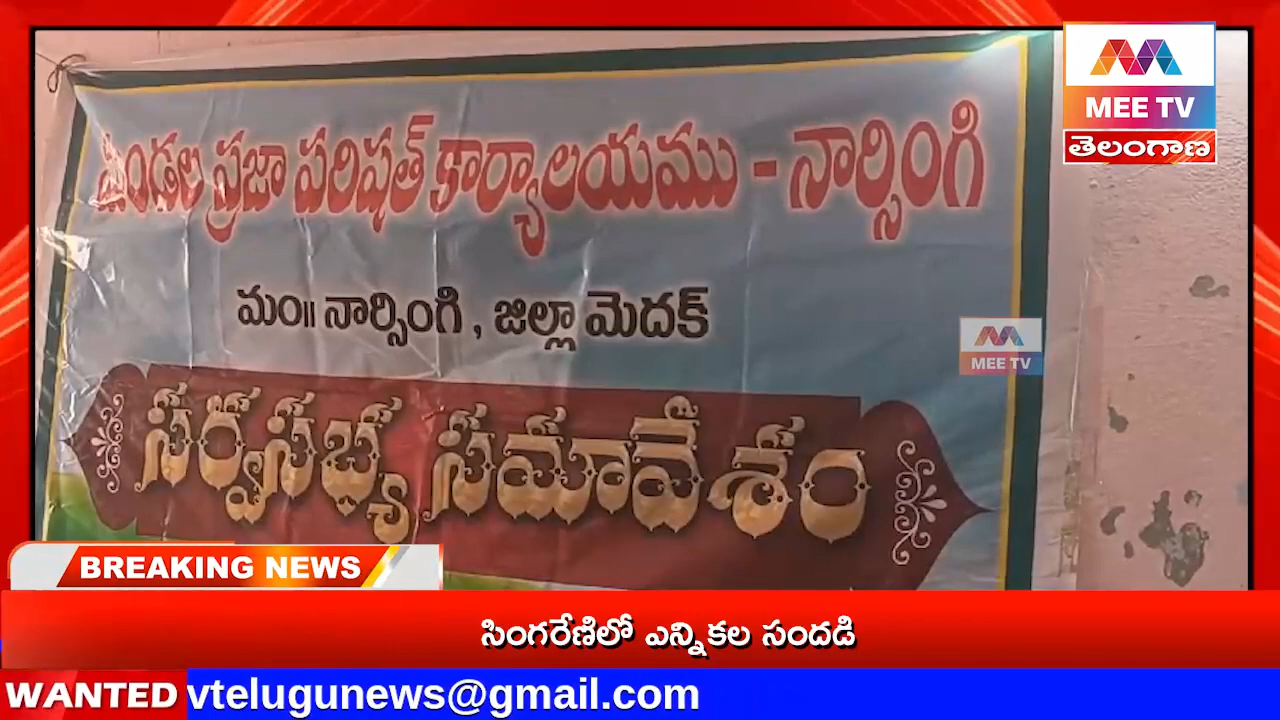 MEE TV
తెలంగాణ
మండల ప్రజా పరిషత్ కార్యాలయము - నార్సింగి
మం॥ నార్సింగి , జిల్లా మెదక్
MEE TV
సర్వసభ్య సమావేశం
BREAKING NEWS
సింగరేణిలో ఎన్నికల సందడి
WANTED vtelugunews@gmail.com